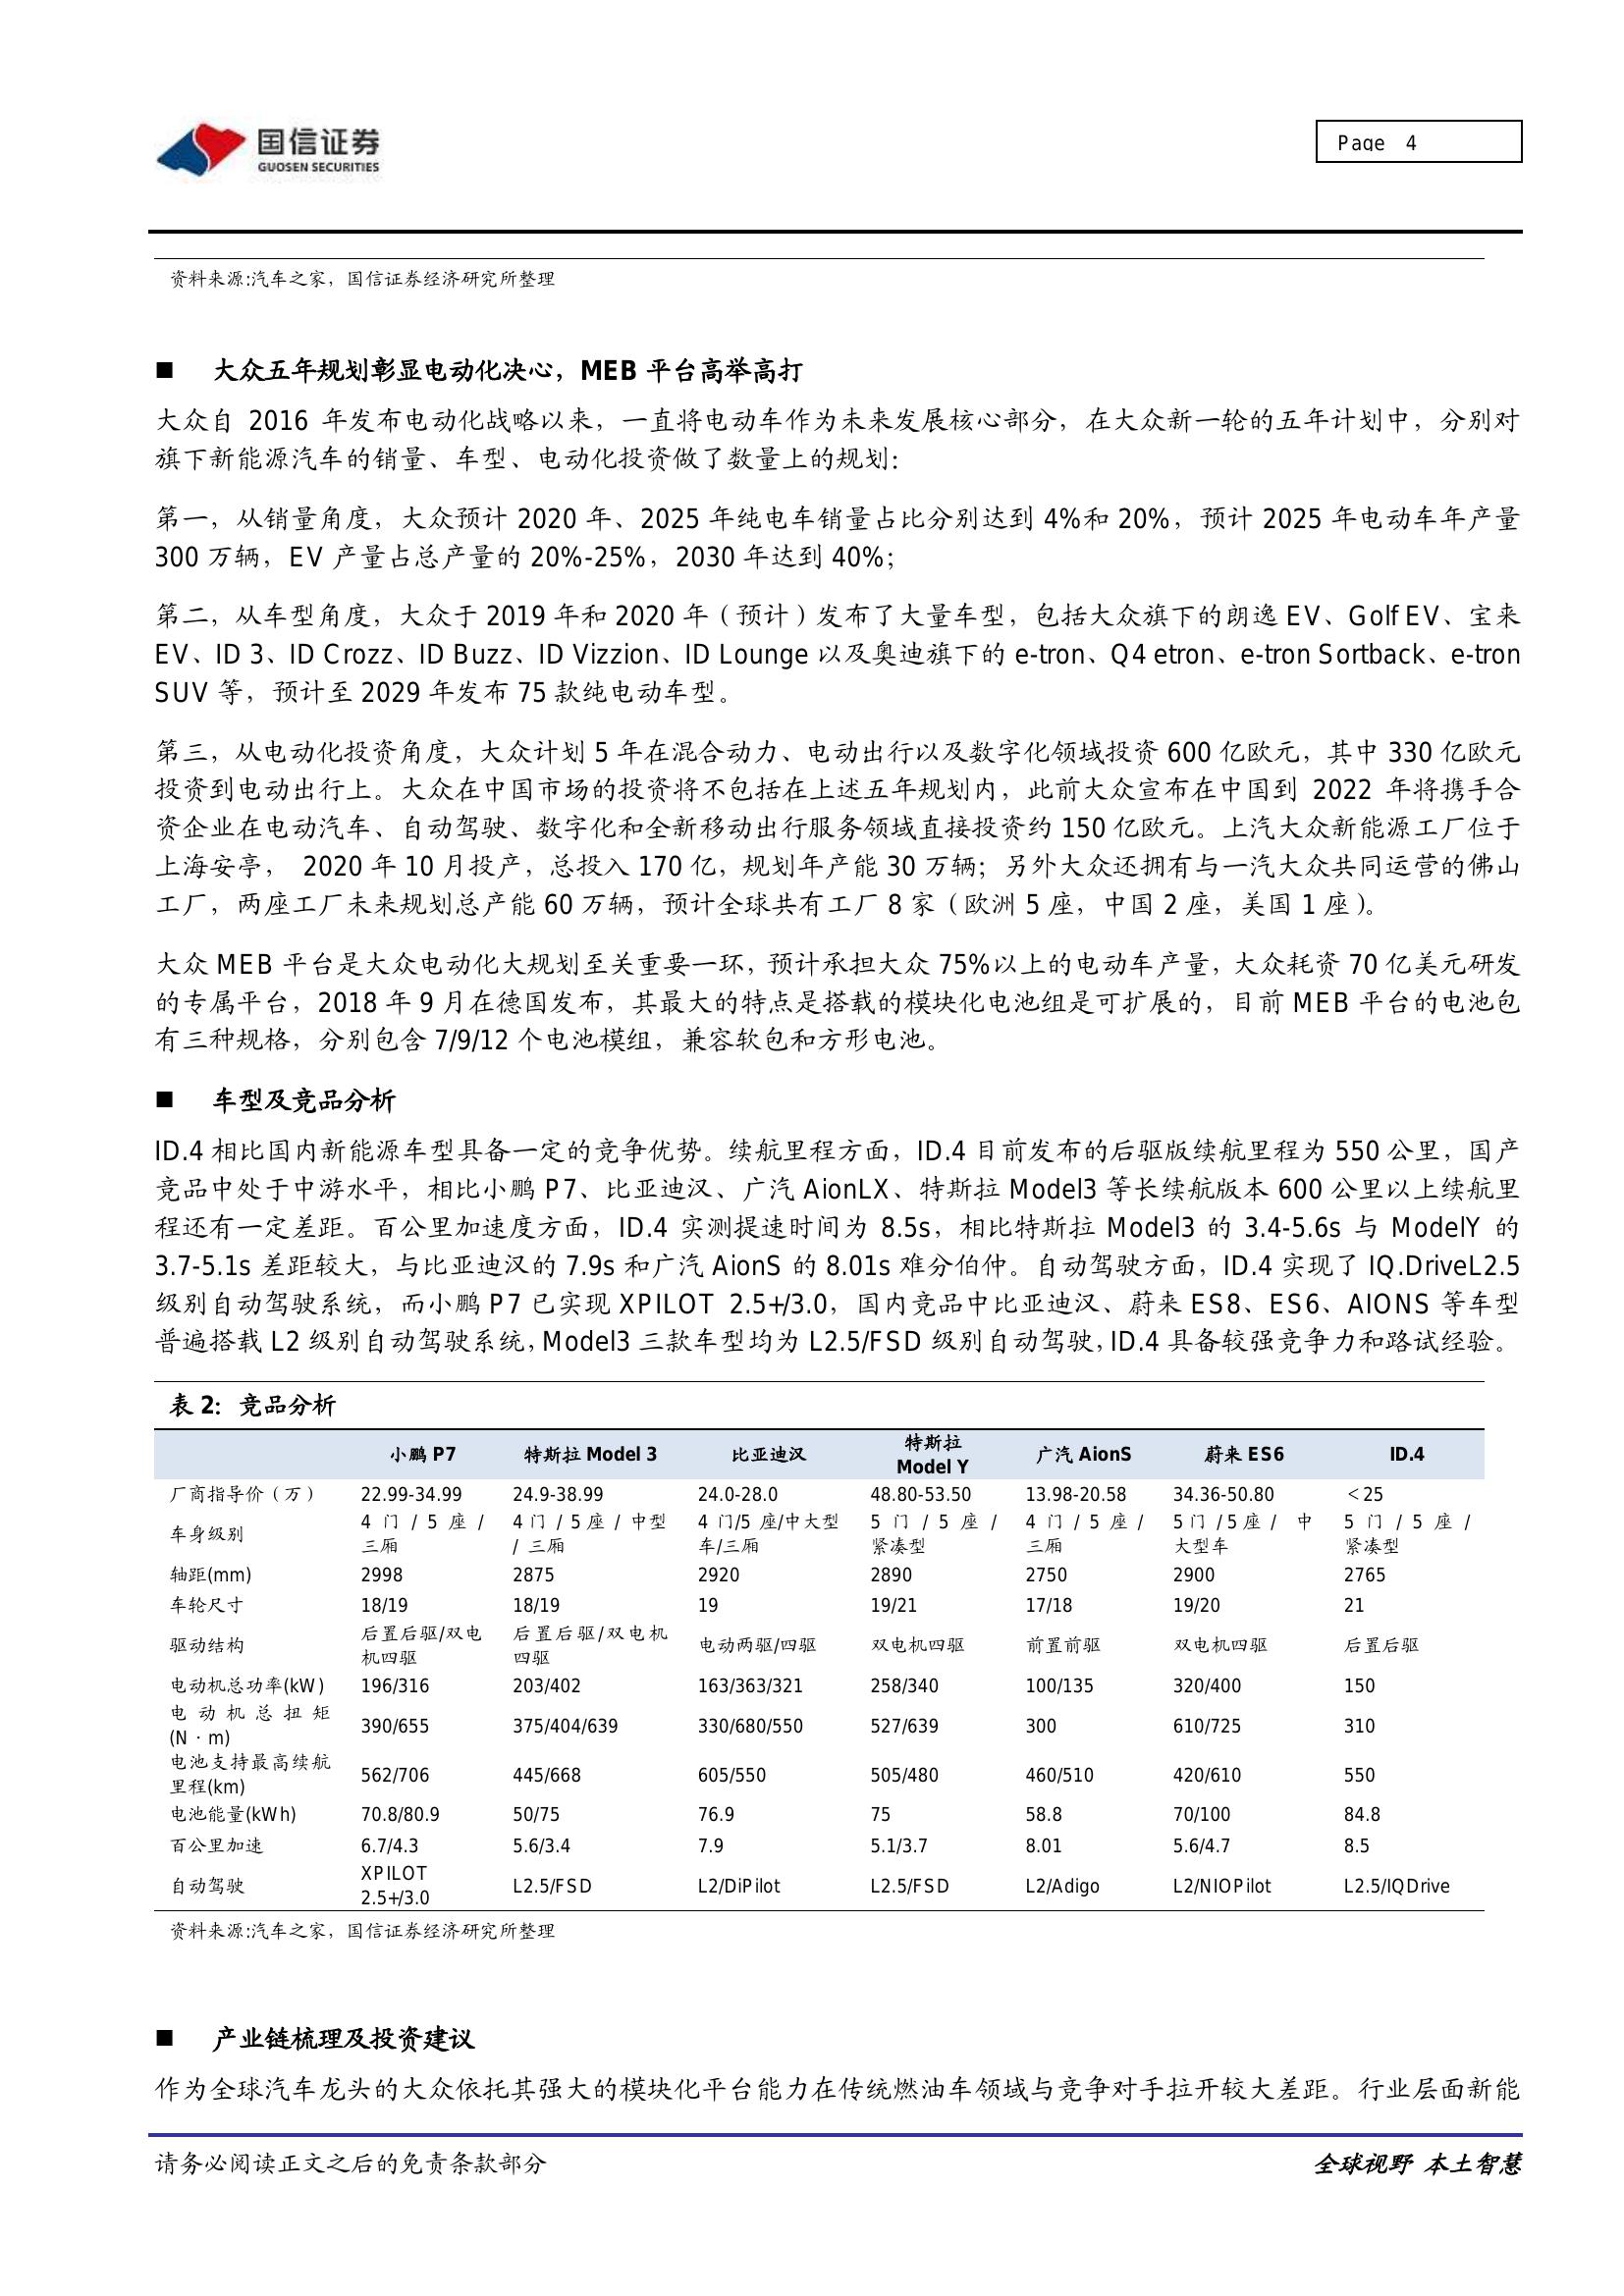 国信证券
GUOSEN SECURITIES
Page 4
资料来源:汽车之家，国信证券经济研究所整理
■ 大众五年规划彰显电动化决心，MEB 平台高举高打
大众自 2016 年发布电动化战略以来，一直将电动车作为未来发展核心部分，在大众新一轮的五年计划中，分别对
旗下新能源汽车的销量、车型、电动化投资做了数量上的规划：
第一，从销量角度，大众预计 2020 年、2025 年纯电车销量占比分别达到 4%和 20%，预计 2025 年电动车年产量
300 万辆，EV 产量占总产量的 20%-25%，2030 年达到 40%；
第二，从车型角度，大众于 2019 年和 2020 年（预计）发布了大量车型，包括大众旗下的朗逸 EV、Golf EV、宝来
EV、ID 3、ID Crozz、ID Buzz、ID Vizzion、ID Lounge 以及奥迪旗下的 e-tron、Q4 etron、e-tron Sortback、e-tron
SUV 等，预计至 2029 年发布 75 款纯电动车型。
第三，从电动化投资角度，大众计划 5 年在混合动力、电动出行以及数字化领域投资 600 亿欧元，其中 330 亿欧元
投资到电动出行上。大众在中国市场的投资将不包括在上述五年规划内，此前大众宣布在中国到 2022 年将携手合
资企业在电动汽车、自动驾驶、数字化和全新移动出行服务领域直接投资约 150 亿欧元。上汽大众新能源工厂位于
上海安亭， 2020 年 10 月投产，总投入 170 亿，规划年产能 30 万辆；另外大众还拥有与一汽大众共同运营的佛山
工厂，两座工厂未来规划总产能 60 万辆，预计全球共有工厂 8 家（欧洲 5 座，中国 2 座，美国 1 座）。
大众 MEB 平台是大众电动化大规划至关重要一环，预计承担大众 75%以上的电动车产量，大众耗资 70 亿美元研发
的专属平台，2018 年 9 月在德国发布，其最大的特点是搭载的模块化电池组是可扩展的，目前 MEB 平台的电池包
有三种规格，分别包含 7/9/12 个电池模组，兼容软包和方形电池。
■ 车型及竞品分析
ID.4 相比国内新能源车型具备一定的竞争优势。续航里程方面，ID.4 目前发布的后驱版续航里程为 550 公里，国产
竞品中处于中游水平，相比小鹏 P7、比亚迪汉、广汽 AionLX、特斯拉 Model3 等长续航版本 600 公里以上续航里
程还有一定差距。百公里加速度方面，ID.4 实测提速时间为 8.5s，相比特斯拉 Model3 的 3.4-5.6s 与 ModelY 的
3.7-5.1s 差距较大，与比亚迪汉的 7.9s 和广汽 AionS 的 8.01s 难分伯仲。自动驾驶方面，ID.4 实现了 IQ.DriveL2.5
级别自动驾驶系统，而小鹏 P7 已实现 XPILOT 2.5+/3.0，国内竞品中比亚迪汉、蔚来 ES8、ES6、AIONS 等车型
普遍搭载 L2 级别自动驾驶系统，Model3 三款车型均为 L2.5/FSD 级别自动驾驶，ID.4 具备较强竞争力和路试经验。
表 2：竞品分析
小鹏 P7 特斯拉 Model 3 比亚迪汉 特斯拉 Model Y 广汽 AionS 蔚来 ES6 ID.4
厂商指导价（万） 22.99-34.99 24.9-38.99 24.0-28.0 48.80-53.50 13.98-20.58 34.36-50.80 ＜25
车身级别 4 门 / 5 座 / 三厢 4 门 / 5 座 / 中型 / 三厢 4 门/5 座/中大型车/三厢 5 门 / 5 座 / 紧凑型 4 门 / 5 座 / 三厢 5 门 / 5 座 / 中大型车 5 门 / 5 座 / 紧凑型
轴距(mm) 2998 2875 2920 2890 2750 2900 2765
车轮尺寸 18/19 18/19 19 19/21 17/18 19/20 21
驱动结构 后置后驱/双电机四驱 后置后驱/双电机四驱 电动两驱/四驱 双电机四驱 前置前驱 双电机四驱 后置后驱
电动机总功率(kW) 196/316 203/402 163/363/321 258/340 100/135 320/400 150
电动机总扭矩(N·m) 390/655 375/404/639 330/680/550 527/639 300 610/725 310
电池支持最高续航里程(km) 562/706 445/668 605/550 505/480 460/510 420/610 550
电池能量(kWh) 70.8/80.9 50/75 76.9 75 58.8 70/100 84.8
百公里加速 6.7/4.3 5.6/3.4 7.9 5.1/3.7 8.01 5.6/4.7 8.5
自动驾驶 XPILOT 2.5+/3.0 L2.5/FSD L2/DiPilot L2.5/FSD L2/Adigo L2/NIOPilot L2.5/IQDrive
资料来源:汽车之家，国信证券经济研究所整理
■ 产业链梳理及投资建议
作为全球汽车龙头的大众依托其强大的模块化平台能力在传统燃油车领域与竞争对手拉开较大差距。行业层面新能
请务必阅读正文之后的免责条款部分
全球视野 本土智慧